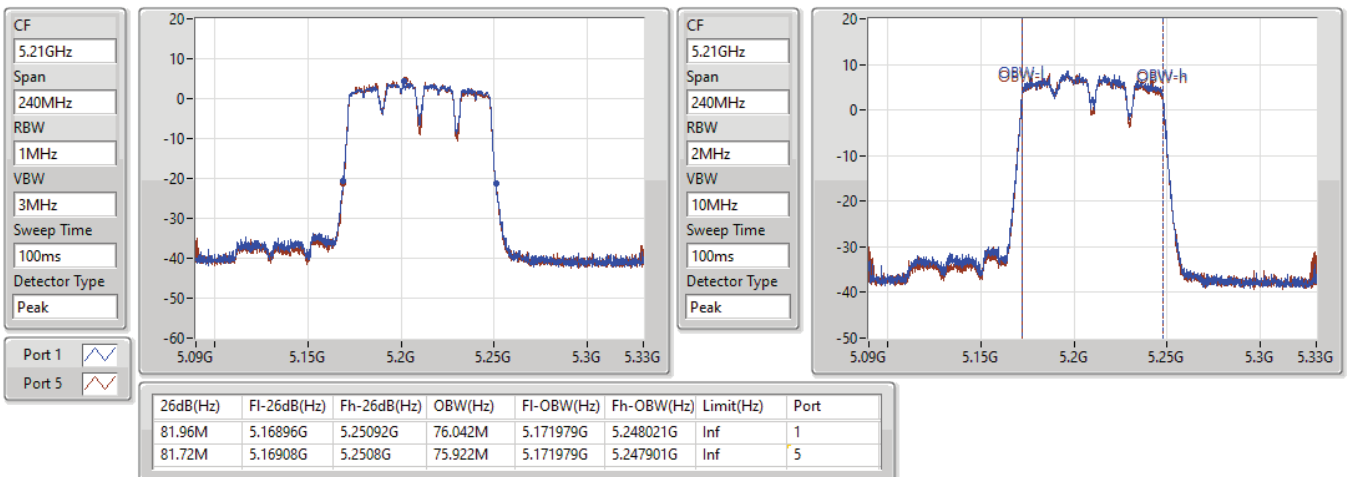 CF
5.21GHz
Span
240MHz
RBW
1MHz
VBW
3MHz
Sweep Time
100ms
Detector Type
Peak
Port 1
Port 5
20
10
0
-10
-20
-30
-40
-50
-60
5.09G 5.15G 5.2G 5.25G 5.3G 5.33G
CF
5.21GHz
Span
240MHz
RBW
2MHz
VBW
10MHz
Sweep Time
100ms
Detector Type
Peak
20
10
0
-10
-20
-30
-40
-50
OBW-l OBW-h
5.09G 5.15G 5.2G 5.25G 5.3G 5.33G
26dB(Hz) Fl-26dB(Hz) Fh-26dB(Hz) OBW(Hz) Fl-OBW(Hz) Fh-OBW(Hz) Limit(Hz) Port
81.96M 5.16896G 5.25092G 76.042M 5.171979G 5.248021G Inf 1
81.72M 5.16908G 5.2508G 75.922M 5.171979G 5.247901G Inf 5